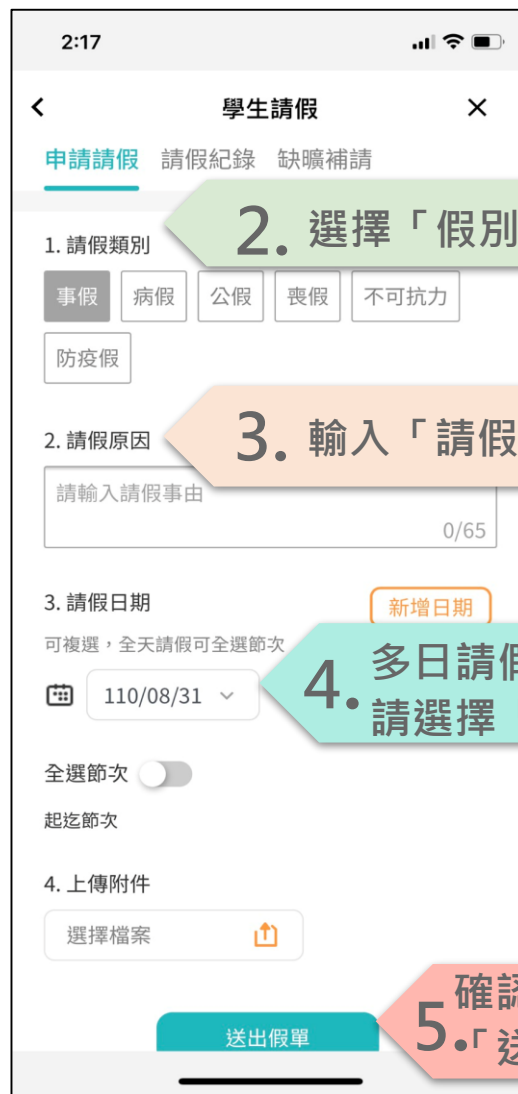 2:17
學生請假
申請請假 請假紀錄 缺曠補請
2. 選擇「假別
1. 請假類別
事假 病假 公假 喪假 不可抗力
防疫假
3. 輸入「請假
2. 請假原因
請輸入請假事由
0/65
3. 請假日期
新增日期
可複選，全天請假可全選節次
4. 多日請假
請選擇
110/08/31
全選節次
起迄節次
4. 上傳附件
選擇檔案
5. 確認
「送
送出假單